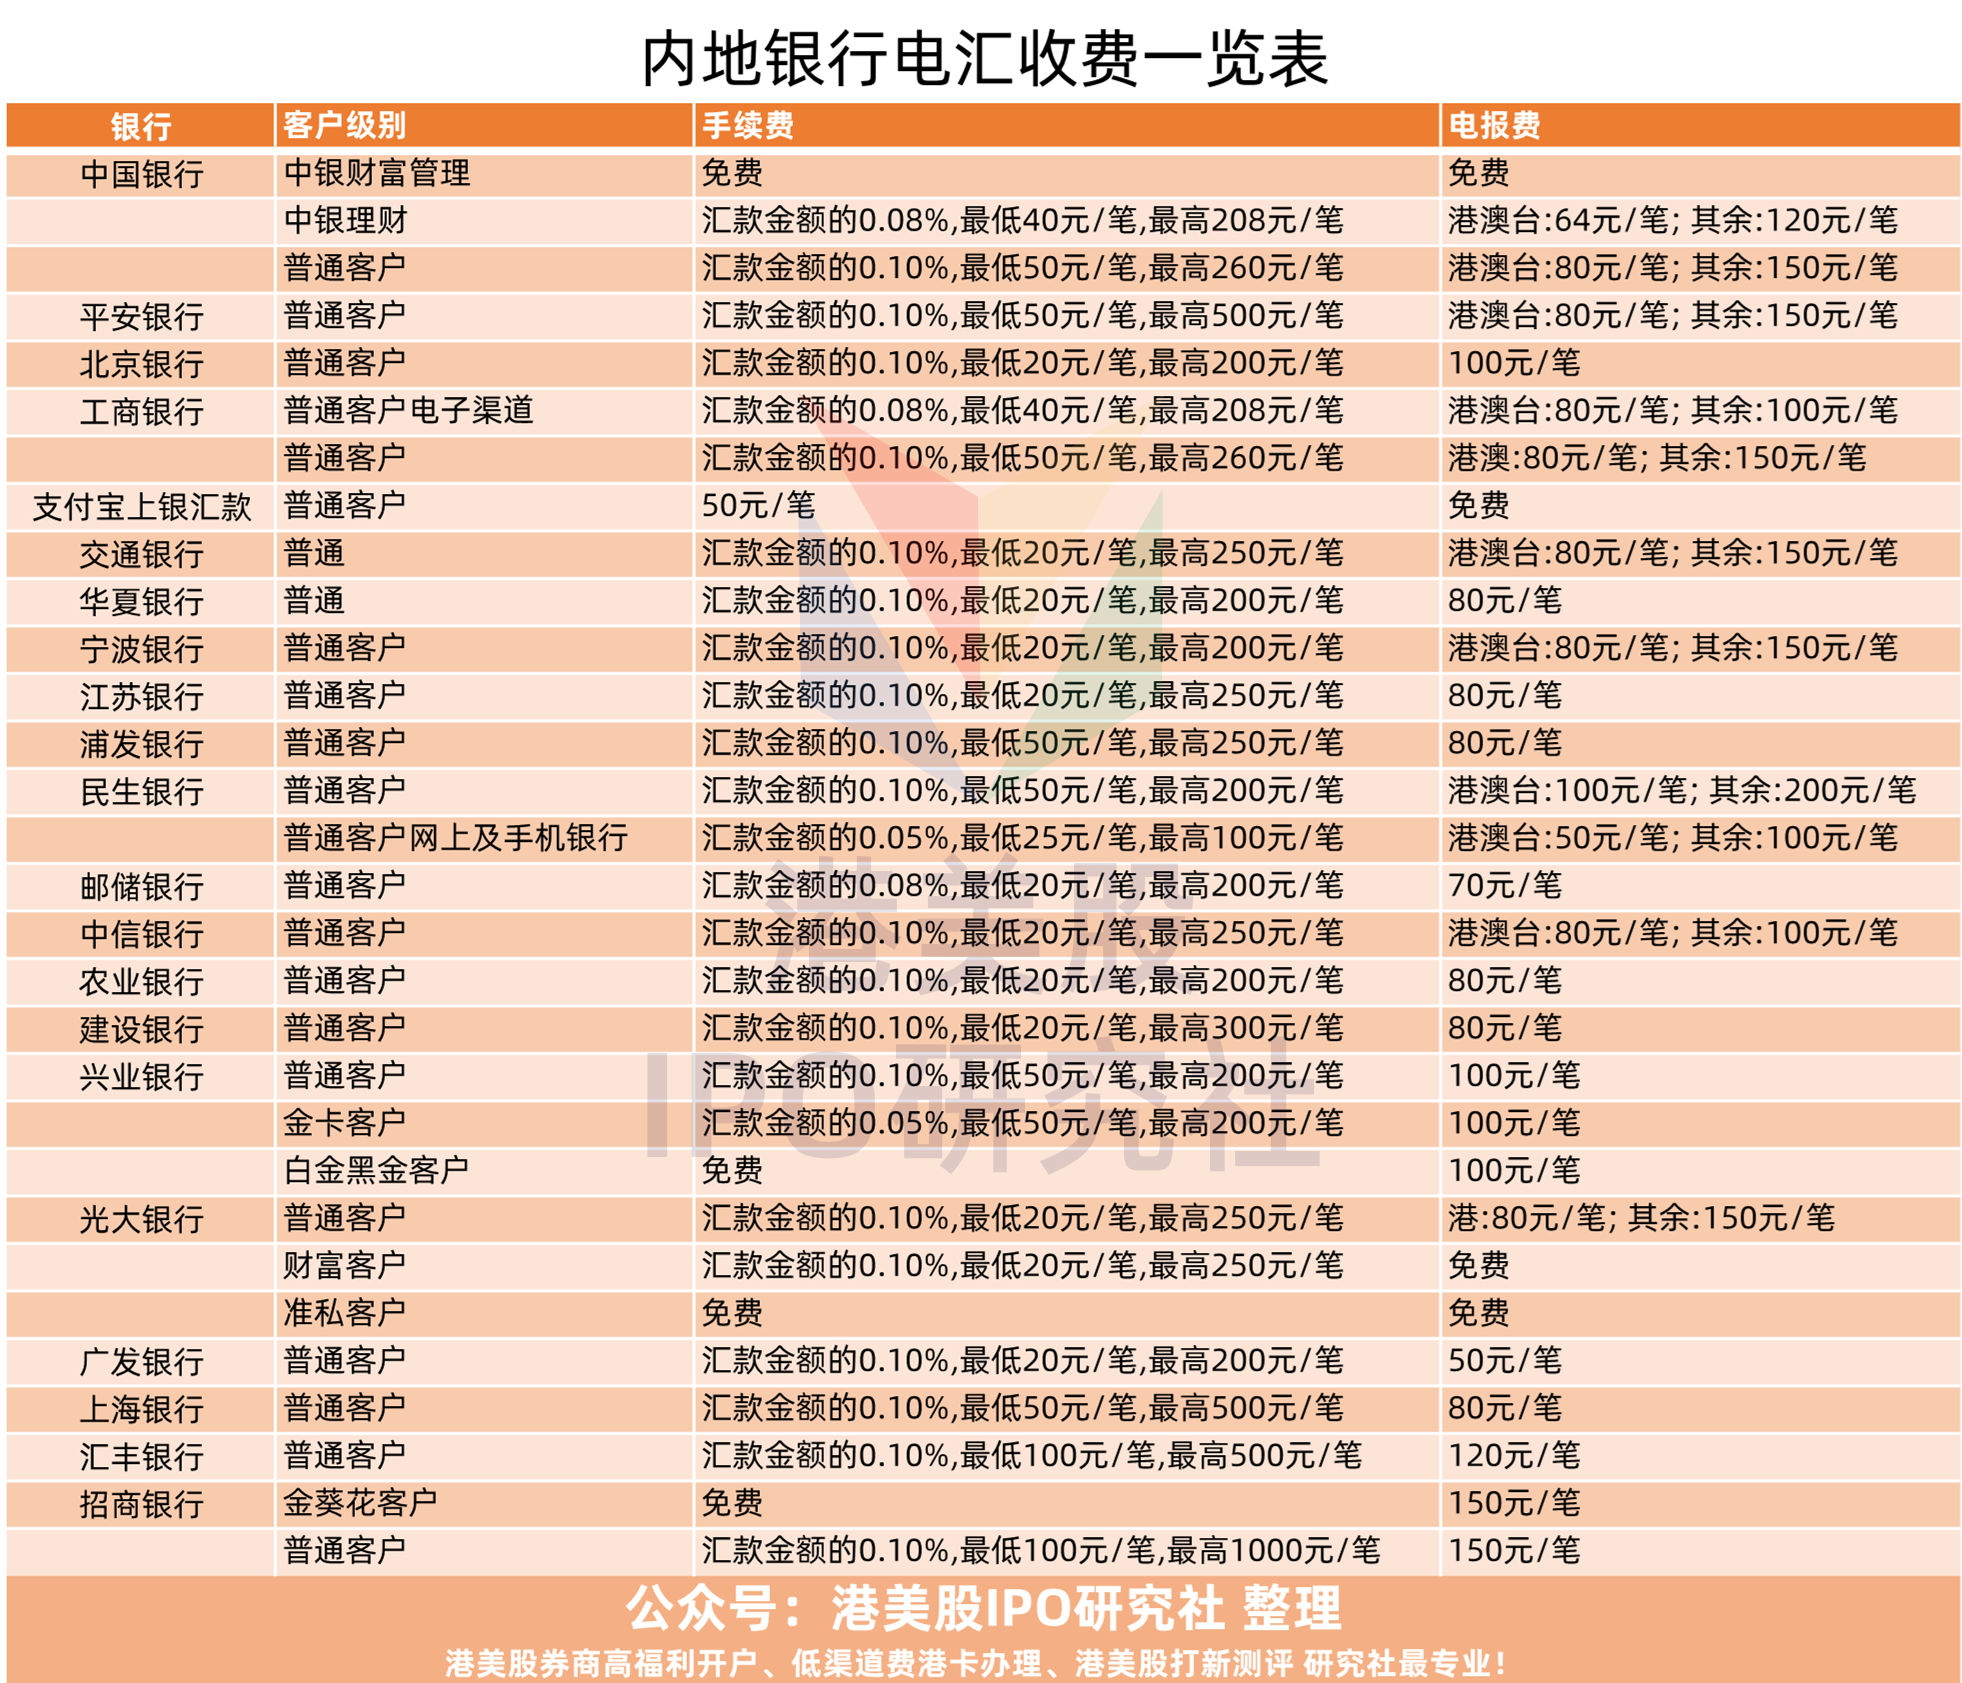 内地银行电汇收费一览表
银行 客户级别 手续费 电报费
中国银行 中银财富管理 免费 免费
中银理财 汇款金额的0.08%,最低40元/笔,最高208元/笔 港澳台:64元/笔; 其余:120元/笔
普通客户 汇款金额的0.10%,最低50元/笔,最高260元/笔 港澳台:80元/笔; 其余:150元/笔
平安银行 普通客户 汇款金额的0.10%,最低50元/笔,最高500元/笔 港澳台:80元/笔; 其余:150元/笔
北京银行 普通客户 汇款金额的0.10%,最低20元/笔,最高200元/笔 100元/笔
工商银行 普通客户电子渠道 汇款金额的0.08%,最低40元/笔,最高208元/笔 港澳台:80元/笔; 其余:100元/笔
普通客户 汇款金额的0.10%,最低50元/笔,最高260元/笔 港澳:80元/笔; 其余:150元/笔
支付宝上银汇款 普通客户 50元/笔 免费
交通银行 普通 汇款金额的0.10%,最低20元/笔,最高250元/笔 港澳台:80元/笔; 其余:150元/笔
华夏银行 普通 汇款金额的0.10%,最低20元/笔,最高200元/笔 80元/笔
宁波银行 普通客户 汇款金额的0.10%,最低20元/笔,最高200元/笔 港澳台:80元/笔; 其余:150元/笔
江苏银行 普通客户 汇款金额的0.10%,最低20元/笔,最高250元/笔 80元/笔
浦发银行 普通客户 汇款金额的0.10%,最低50元/笔,最高250元/笔 80元/笔
民生银行 普通客户 汇款金额的0.10%,最低50元/笔,最高200元/笔 港澳台:100元/笔; 其余:200元/笔
普通客户网上及手机银行 汇款金额的0.05%,最低25元/笔,最高100元/笔 港澳台:50元/笔; 其余:100元/笔
邮储银行 普通客户 汇款金额的0.08%,最低20元/笔,最高200元/笔 70元/笔
中信银行 普通客户 汇款金额的0.10%,最低20元/笔,最高250元/笔 港澳台:80元/笔; 其余:100元/笔
农业银行 普通客户 汇款金额的0.10%,最低20元/笔,最高200元/笔 80元/笔
建设银行 普通客户 汇款金额的0.10%,最低20元/笔,最高300元/笔 80元/笔
兴业银行 普通客户 汇款金额的0.10%,最低50元/笔,最高200元/笔 100元/笔
金卡客户 汇款金额的0.05%,最低50元/笔,最高200元/笔 100元/笔
白金黑金客户 免费 100元/笔
光大银行 普通客户 汇款金额的0.10%,最低20元/笔,最高250元/笔 港:80元/笔; 其余:150元/笔
财富客户 汇款金额的0.10%,最低20元/笔,最高250元/笔 免费
准私客户 免费 免费
广发银行 普通客户 汇款金额的0.10%,最低20元/笔,最高200元/笔 50元/笔
上海银行 普通客户 汇款金额的0.10%,最低50元/笔,最高500元/笔 80元/笔
汇丰银行 普通客户 汇款金额的0.10%,最低100元/笔,最高500元/笔 120元/笔
招商银行 金葵花客户 免费 150元/笔
普通客户 汇款金额的0.10%,最低100元/笔,最高1000元/笔 150元/笔
港美股
IPO研究社
公众号：港美股IPO研究社 整理
港美股券商高福利开户、低渠道费港卡办理、港美股打新测评 研究社最专业！